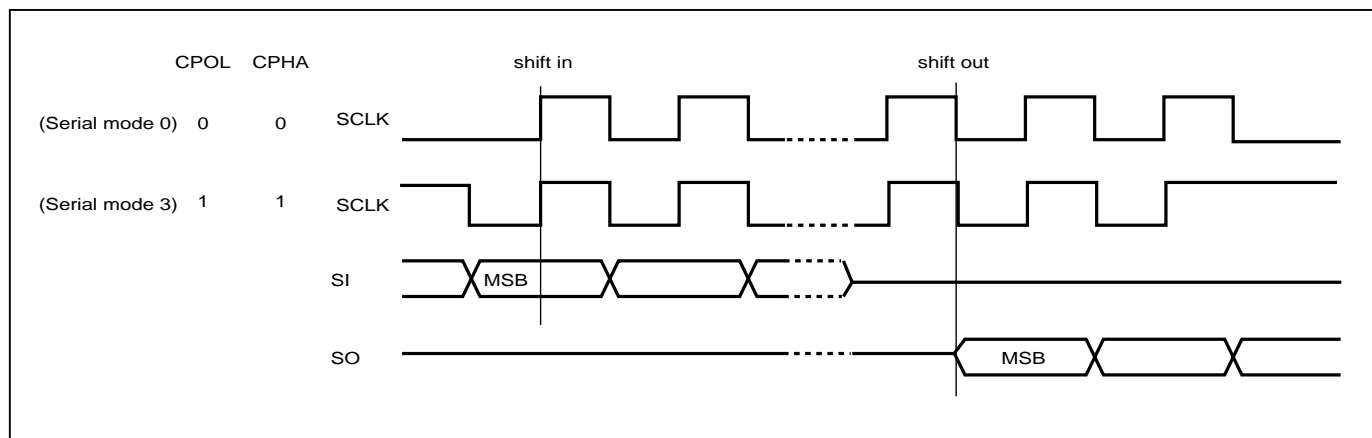 CPOL CPHA shift in shift out
(Serial mode 0) 0 0 SCLK
(Serial mode 3) 1 1 SCLK
SI MSB
SO MSB